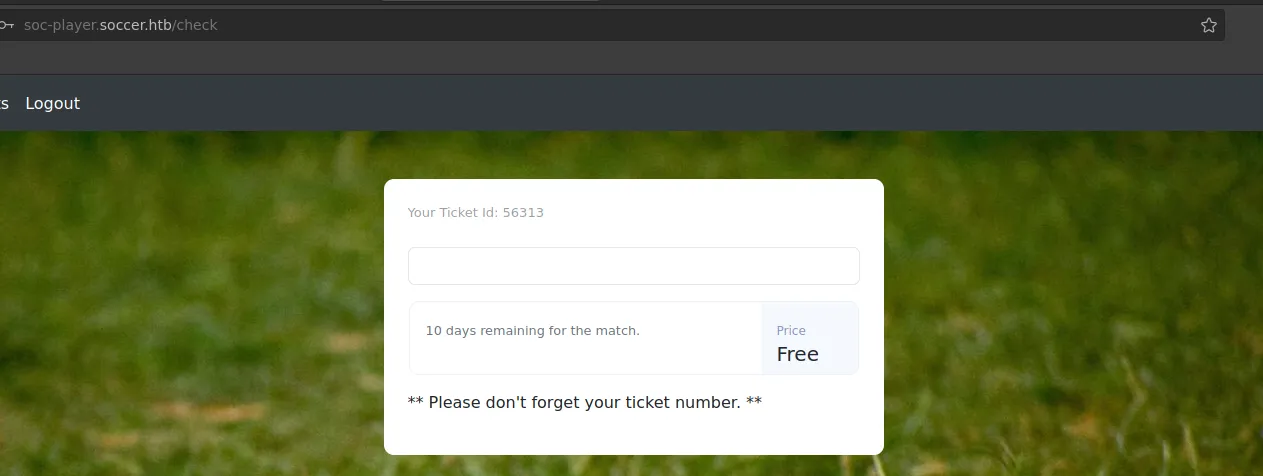 soc-player.soccer.htb/check
Logout
Your Ticket Id: 56313
10 days remaining for the match.
Price
Free
** Please don't forget your ticket number. **